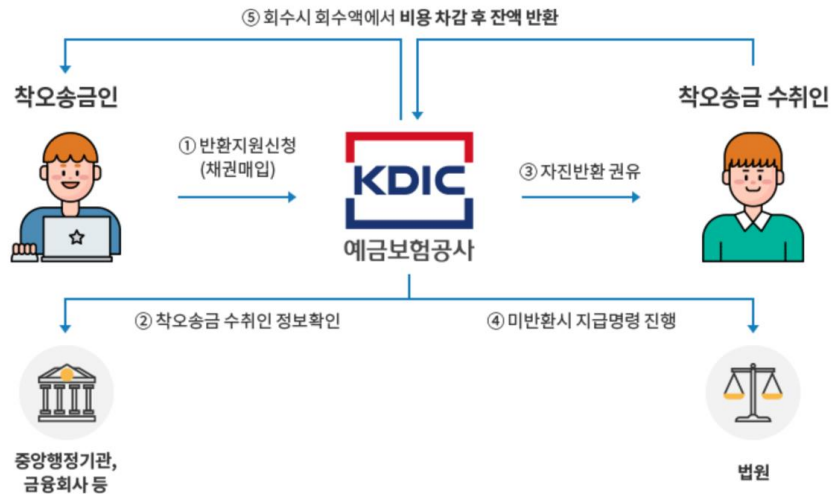 ⑤ 회수시 회수액에서 비용 차감 후 잔액 반환
착오송금인
착오송금 수취인
① 반환지원신청
(채권매입)
KDIC
예금보험공사
③ 자진반환 권유
② 착오송금 수취인 정보확인
④ 미반환시 지급명령 진행
중앙행정기관,
금융회사 등
법원